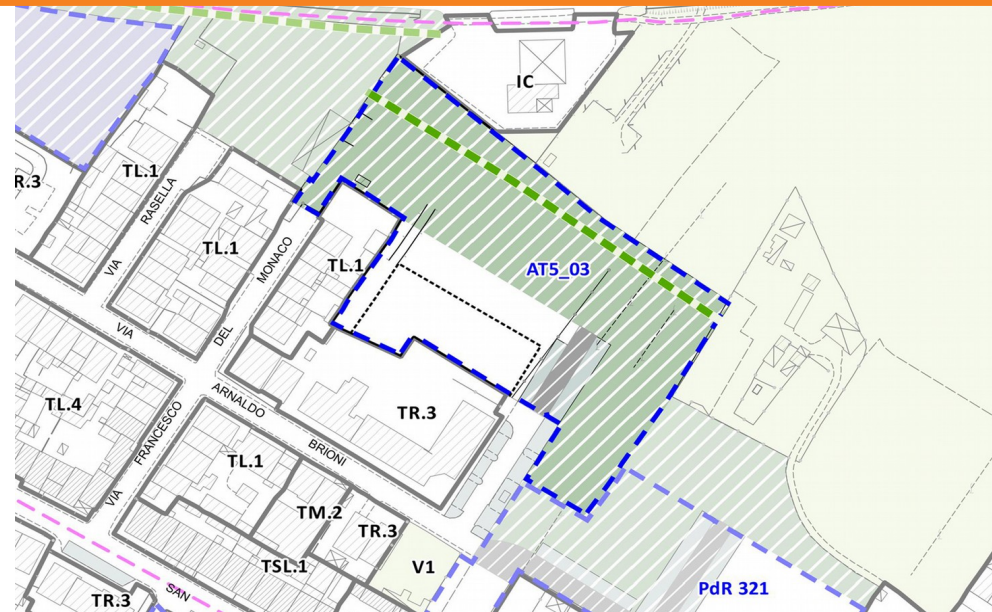 IC
R.3
TL.1
VIA
RASELLA
TL.1
VIA
DEL
MONACO
TL.1
AT5_03
VIA
FRANCESCO
TL.4
ARNALDO
BRIONI
TR.3
TL.1
TM.2
TR.3
TSL.1
V1
SAN
TR.3
PdR 321